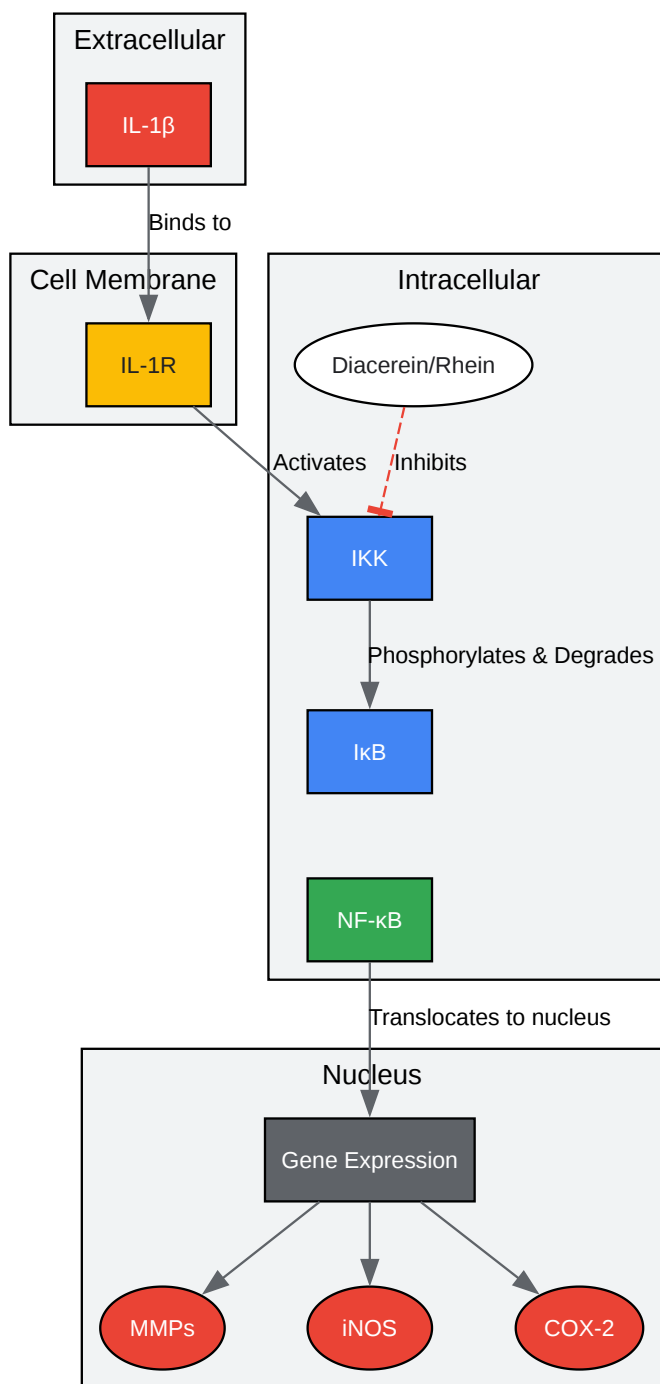 Extracellular
IL-1β
Binds to
Cell Membrane
Intracellular
IL-1R
Diacerein/Rhein
Activates
Inhibits
IKK
Phosphorylates & Degrades
IκB
NF-κB
Translocates to nucleus
Nucleus
Gene Expression
MMPs
iNOS
COX-2